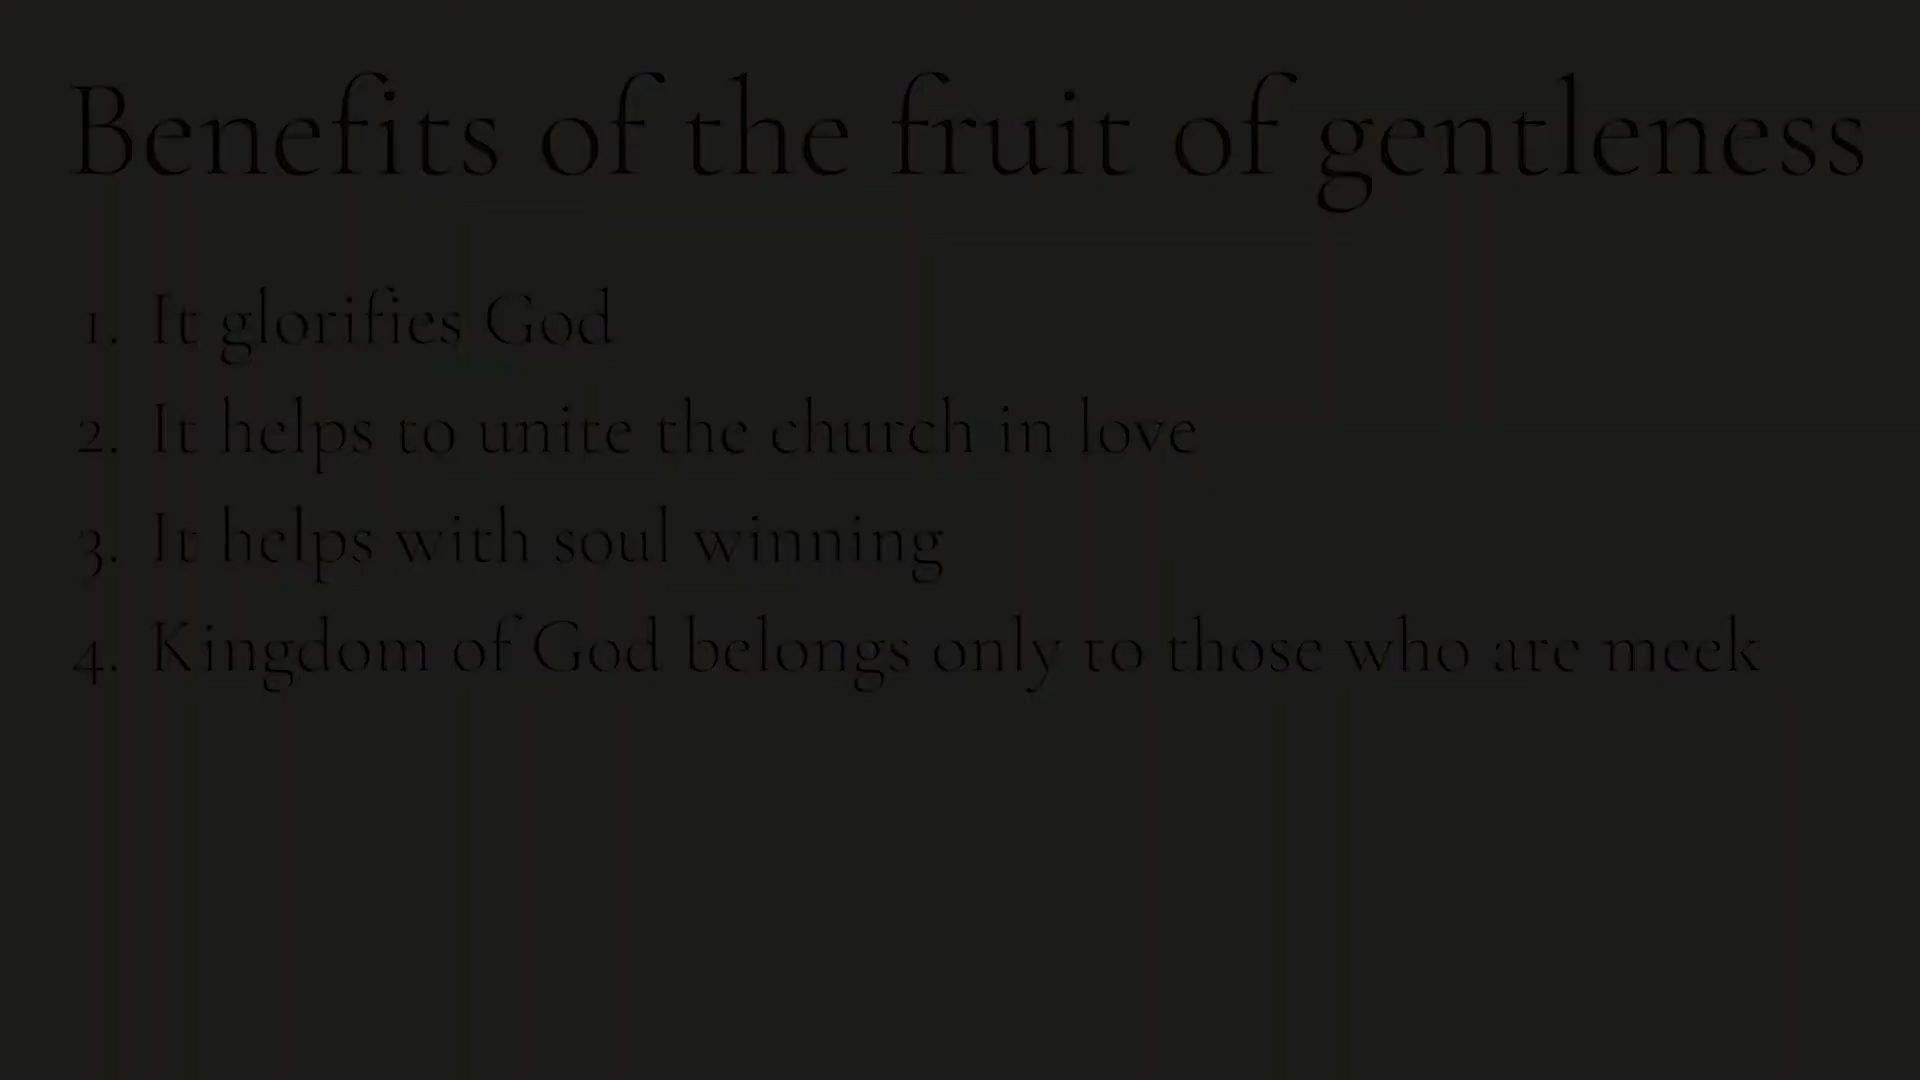 Benefits of the fruit of gentleness
1. It glorifies God
2. It helps to unite the church in love
3. It helps with soul winning
4. Kingdom of God belongs only to those who are meek